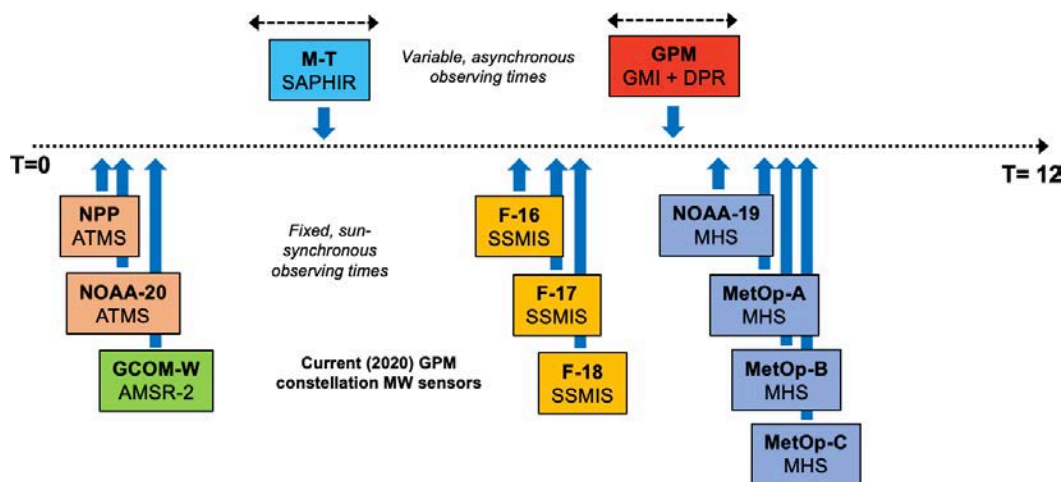 M-T
SAPHIR
Variable, asynchronous
observing times
GPM
GMI + DPR
T=0
T= 12
NPP
ATMS
NOAA-20
ATMS
GCOM-W
AMSR-2
Fixed, sun-
synchronous
observing times
Current (2020) GPM
constellation MW sensors
F-16
SSMIS
F-17
SSMIS
F-18
SSMIS
NOAA-19
MHS
MetOp-A
MHS
MetOp-B
MHS
MetOp-C
MHS